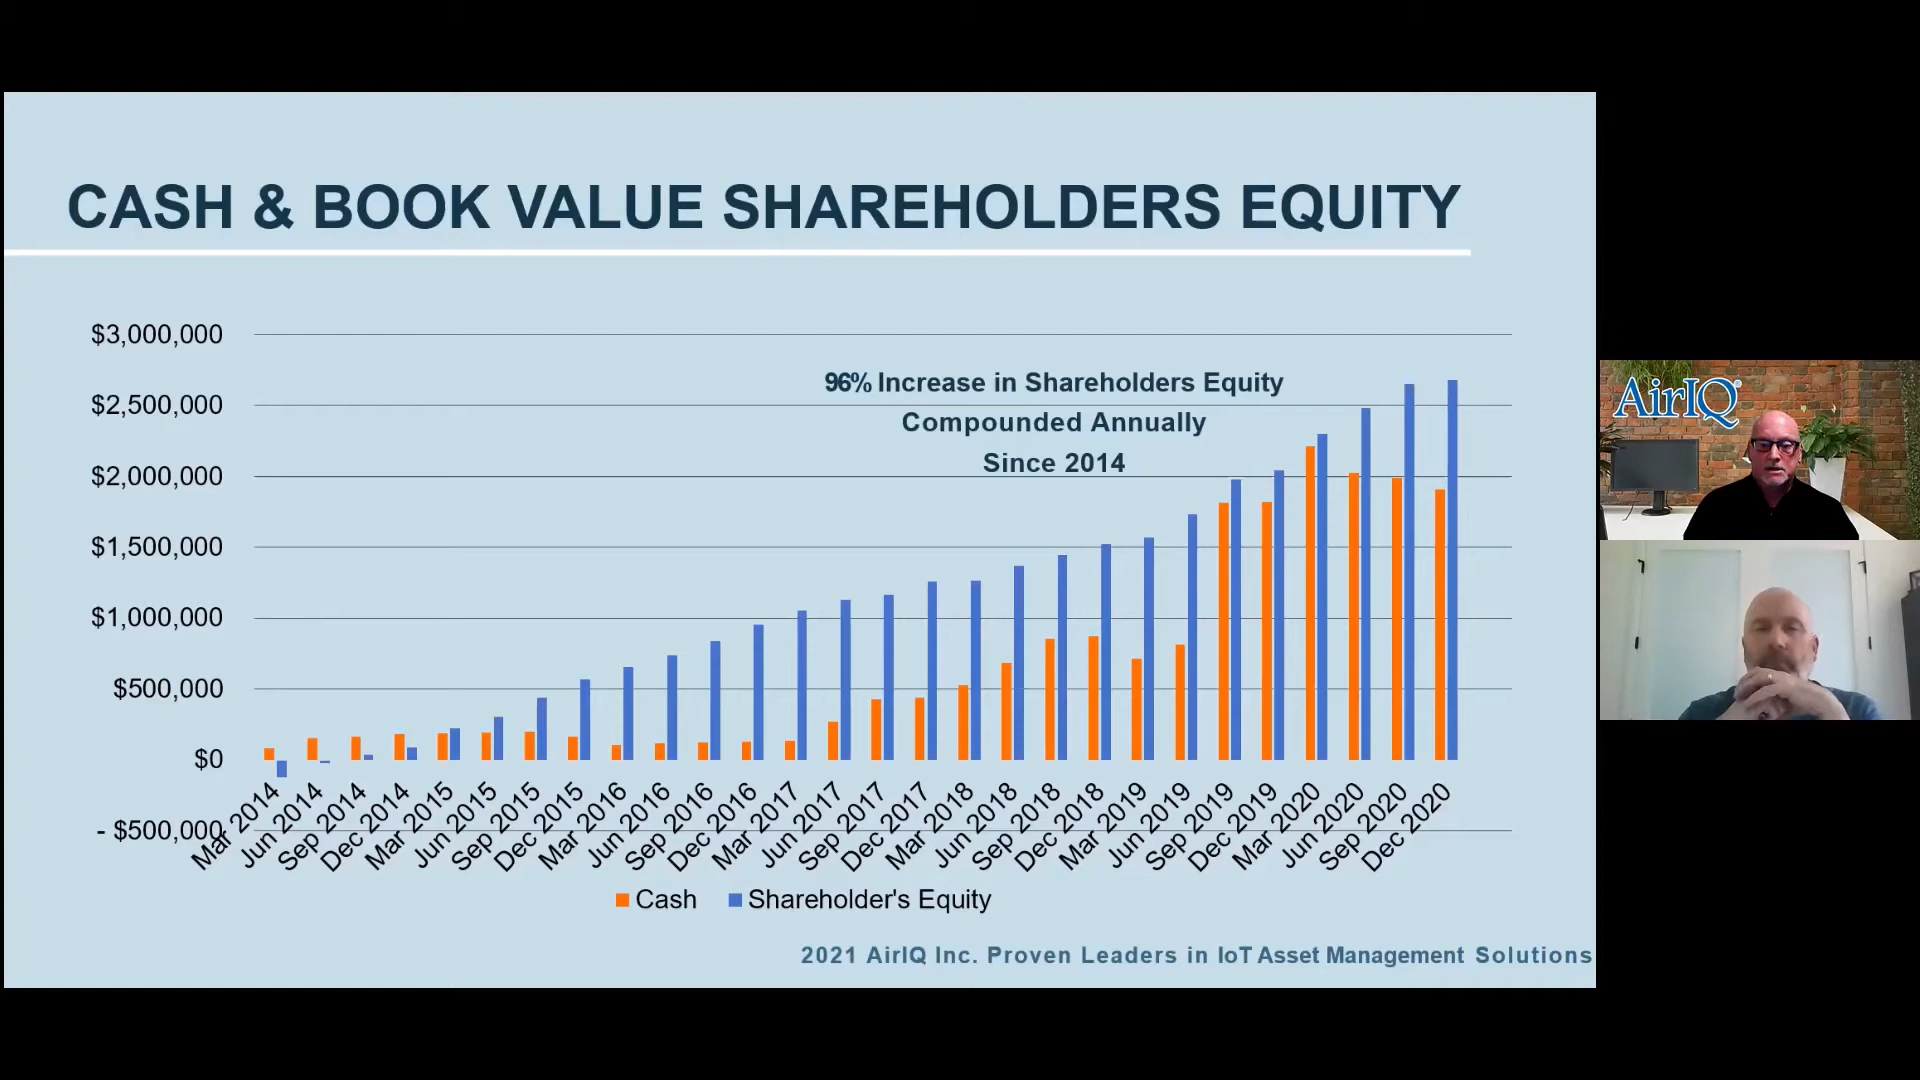 CASH & BOOK VALUE SHAREHOLDERS EQUITY
$3,000,000
$2,500,000
$2,000,000
$1,500,000
$1,000,000
$500,000
$0
- $500,000
96% Increase in Shareholders Equity
Compounded Annually
Since 2014
Mar 2014
Jun 2014
Sep 2014
Dec 2014
Mar 2015
Jun 2015
Sep 2015
Dec 2015
Mar 2016
Jun 2016
Sep 2016
Dec 2016
Mar 2017
Jun 2017
Sep 2017
Dec 2017
Mar 2018
Jun 2018
Sep 2018
Dec 2018
Mar 2019
Jun 2019
Sep 2019
Dec 2019
Mar 2020
Jun 2020
Sep 2020
Dec 2020
Cash
Shareholder's Equity
2021 AirIQ Inc. Proven Leaders in IoT Asset Management Solutions
AirIQ®